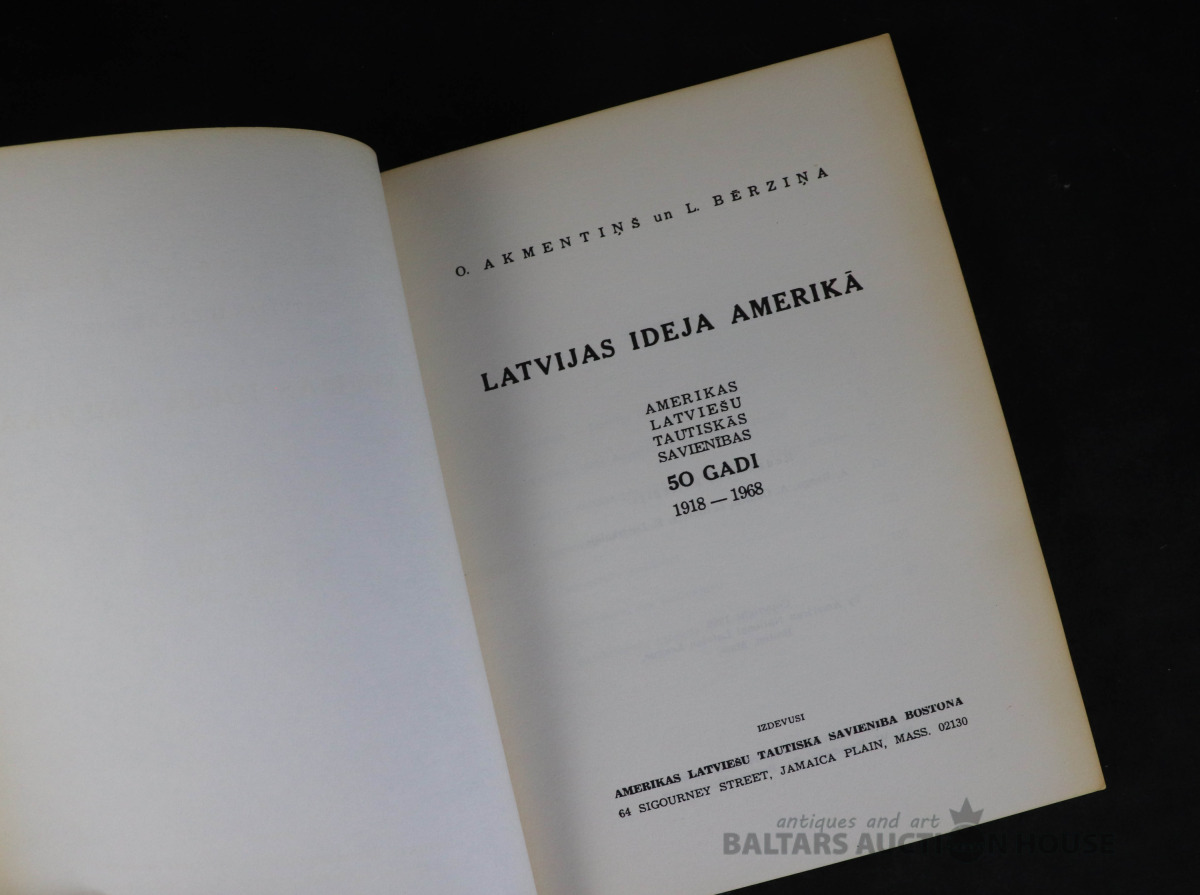 O. AKMENTIŅŠ un L. BĒRZIŅA
LATVIJAS IDEJA AMERIKĀ
AMERIKAS
LATVIEŠU
TAUTISKĀS
SAVIENĪBAS
50 GADI
1918 — 1968
IZDEVUSI
AMERIKAS LATVIEŠU TAUTISKĀ SAVIENĪBA BOSTONA
64 SIGOURNEY STREET, JAMAICA PLAIN, MASS. 02130
antiques and art
BALTARS AUCTION HOUSE